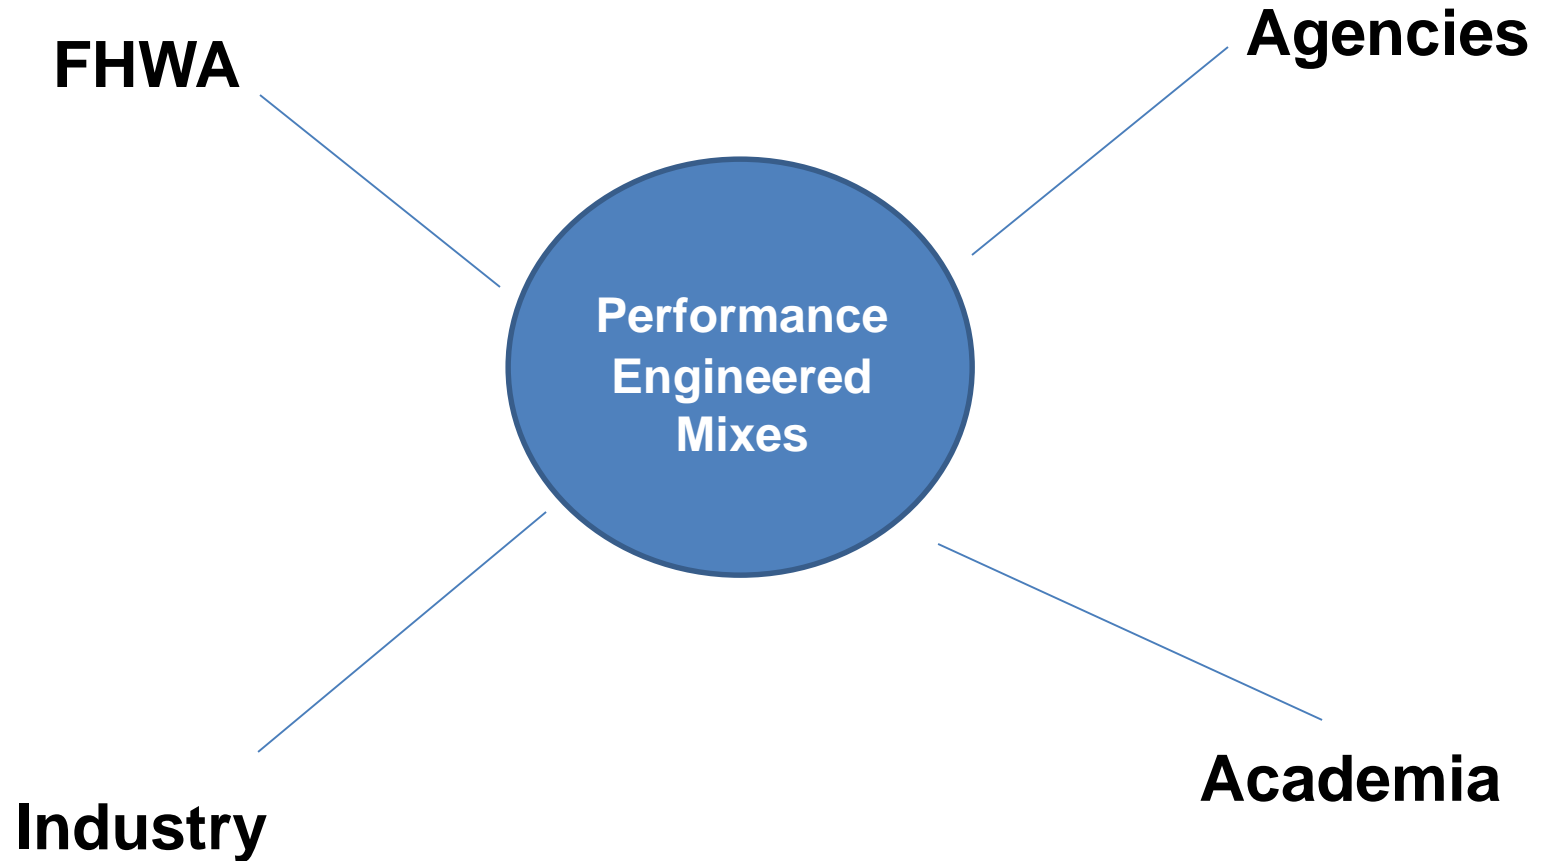 FHWA
Agencies
Performance
Engineered
Mixes
Industry
Academia